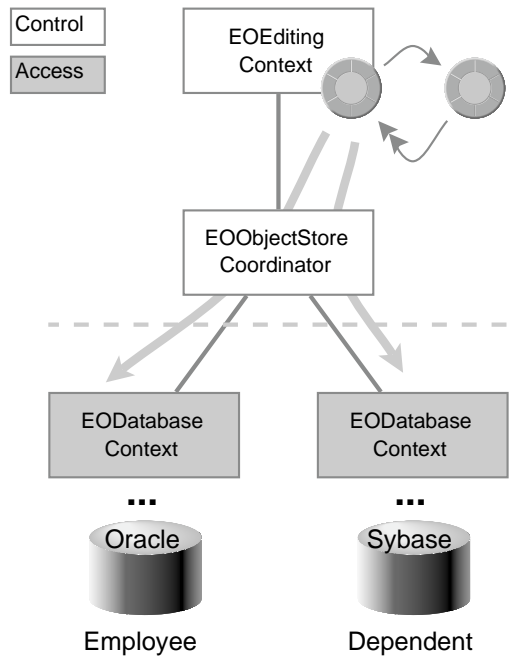 Control
Access
EOEditing
Context
EOObjectStore
Coordinator
EODatabase
Context
EODatabase
Context
...
...
Oracle
Sybase
Employee
Dependent